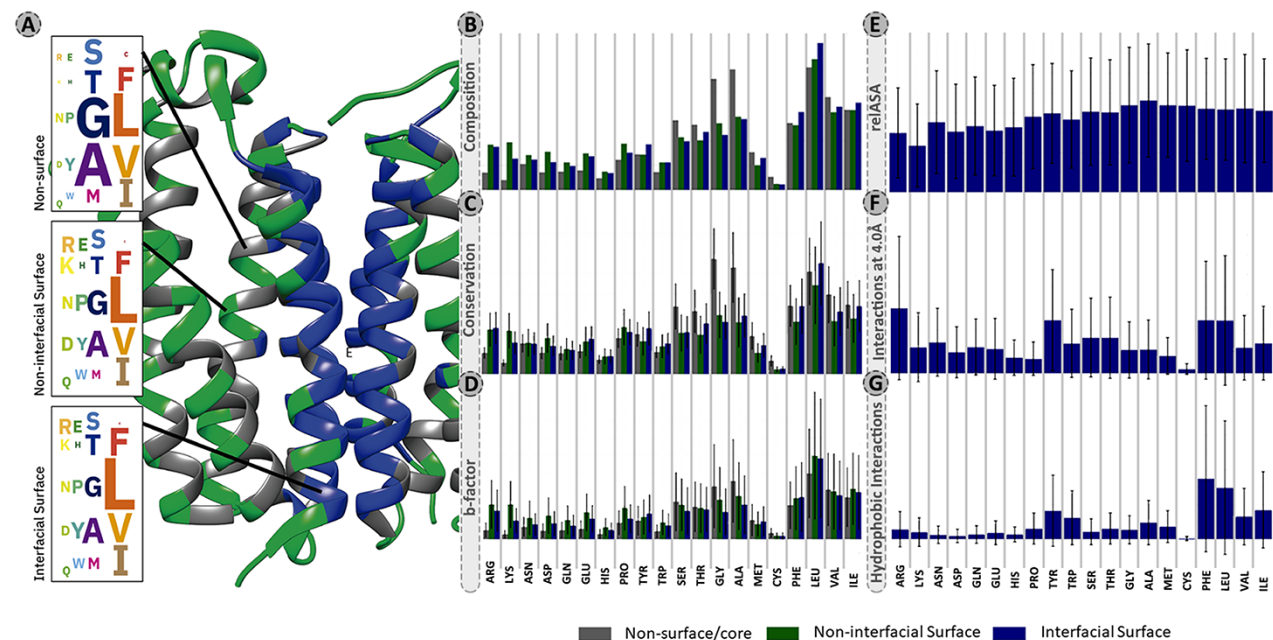 A
Non-surface
R E S C
H T F
N P G L
D Y A V
Q W M I
Non-interfacial Surface
R E S
K H T F
N P G L
D Y A V
Q W M I
Interfacial Surface
R E S
K H T F
N P G L
D Y A V
Q W M I
E
B
Composition
C
Conservation
D
b-factor
ARG LYS ASN ASP GLN GLU HIS PRO TYR TRP SER THR GLY ALA MET CYS PHE LEU VAL ILE
E
relASA
F
Interactions at 4.0Å
G
Hydrophobic Interactions
ARG LYS ASN ASP GLN GLU HIS PRO TYR TRP SER THR GLY ALA MET CYS PHE LEU VAL ILE
Non-surface/core Non-interfacial Surface Interfacial Surface